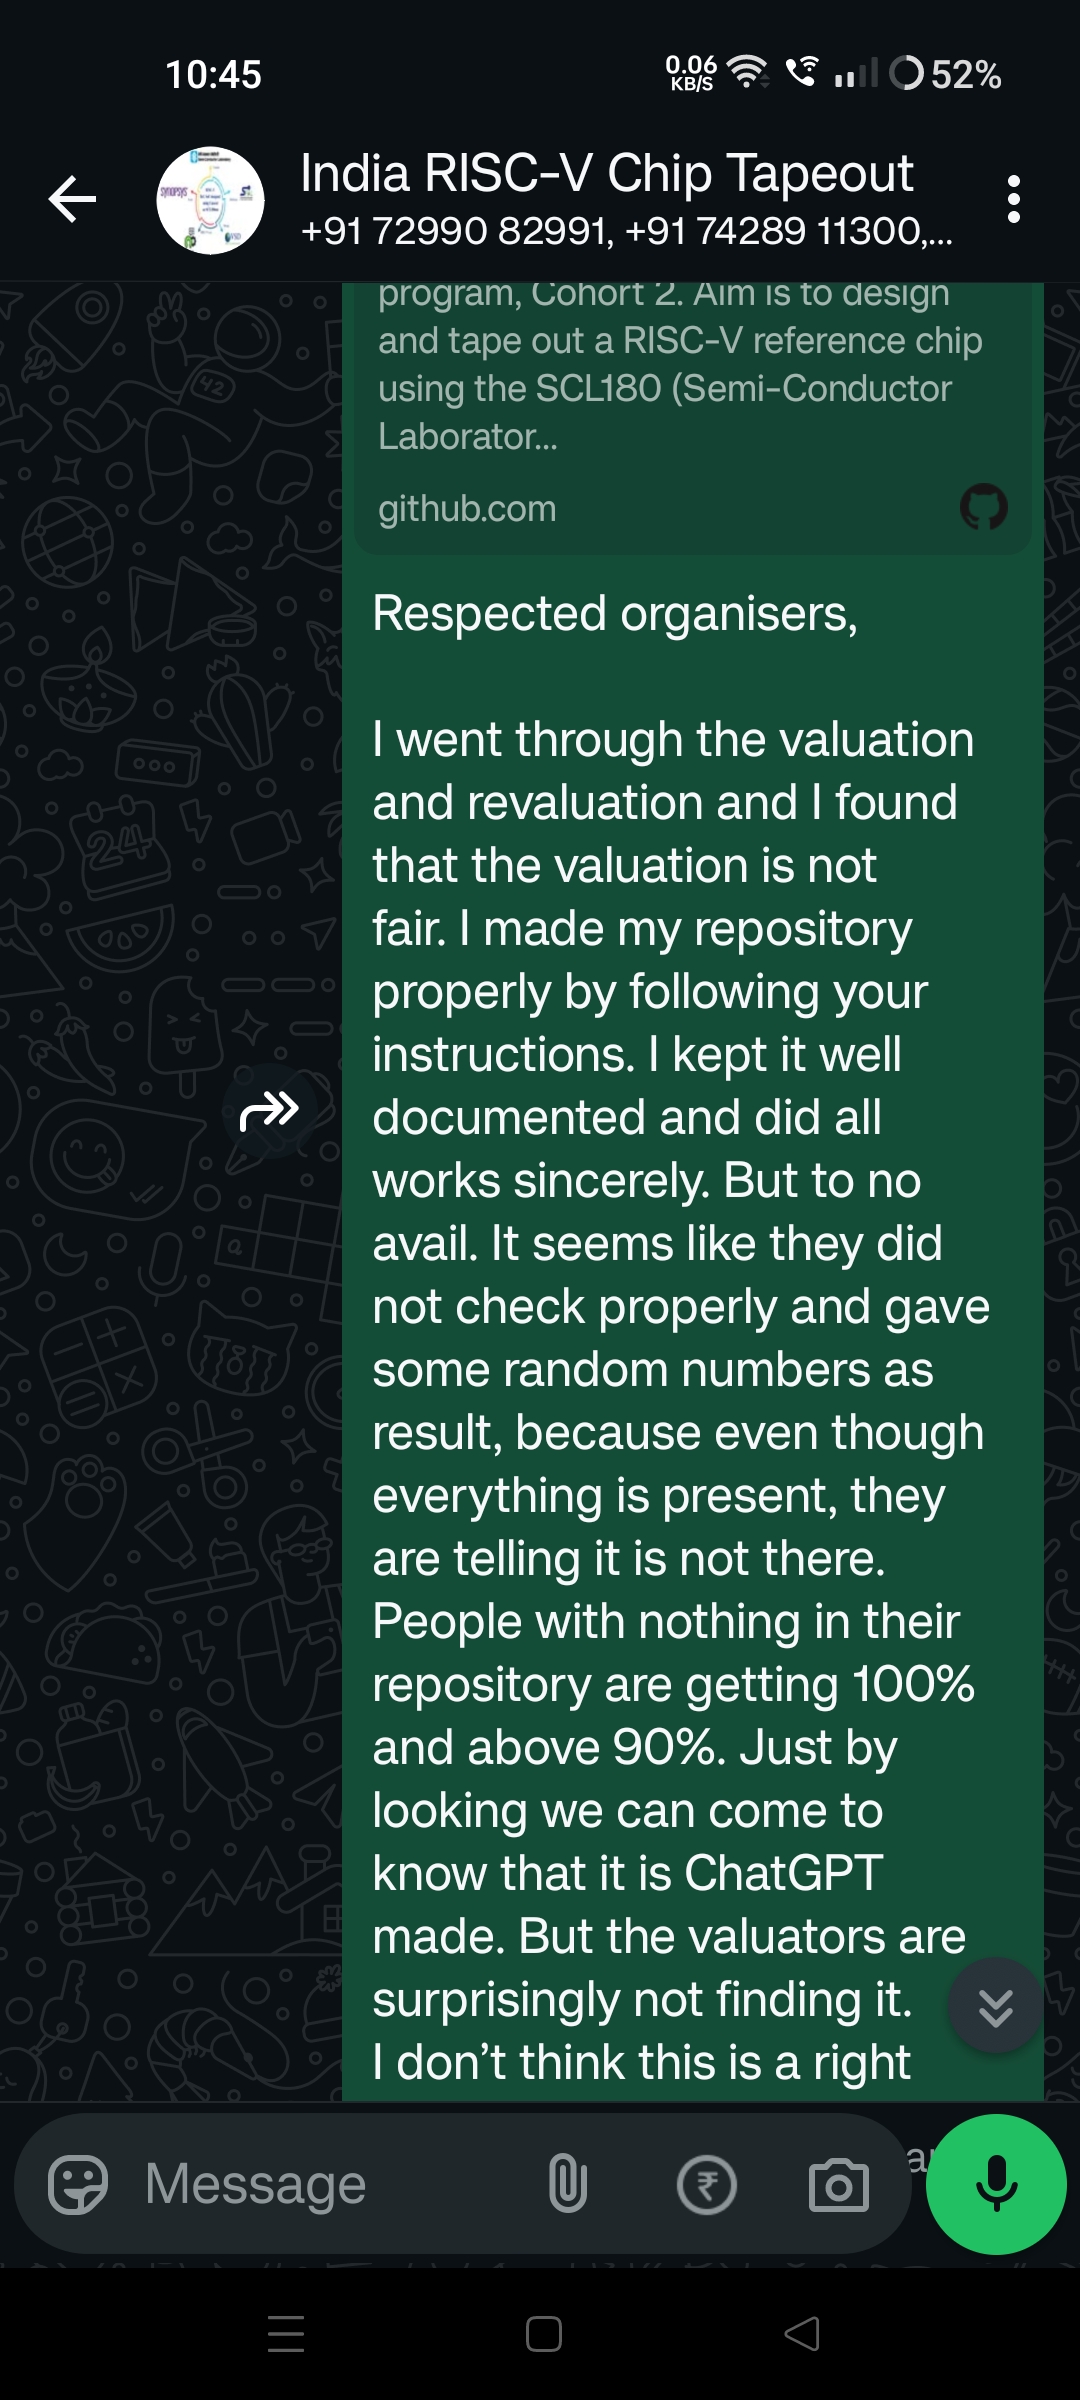 10:45
0.06
KB/S
52%
India RISC-V Chip Tapeout
+91 72990 82991, +91 74289 11300,...
program, Cohort 2. Aim is to design
and tape out a RISC-V reference chip
using the SCL180 (Semi-Conductor
Laborator...
github.com
Respected organisers,
I went through the valuation
and revaluation and I found
that the valuation is not
fair. I made my repository
properly by following your
instructions. I kept it well
documented and did all
works sincerely. But to no
avail. It seems like they did
not check properly and gave
some random numbers as
result, because even though
everything is present, they
are telling it is not there.
People with nothing in their
repository are getting 100%
and above 90%. Just by
looking we can come to
know that it is ChatGPT
made. But the valuators are
surprisingly not finding it.
I don't think this is a right
Message